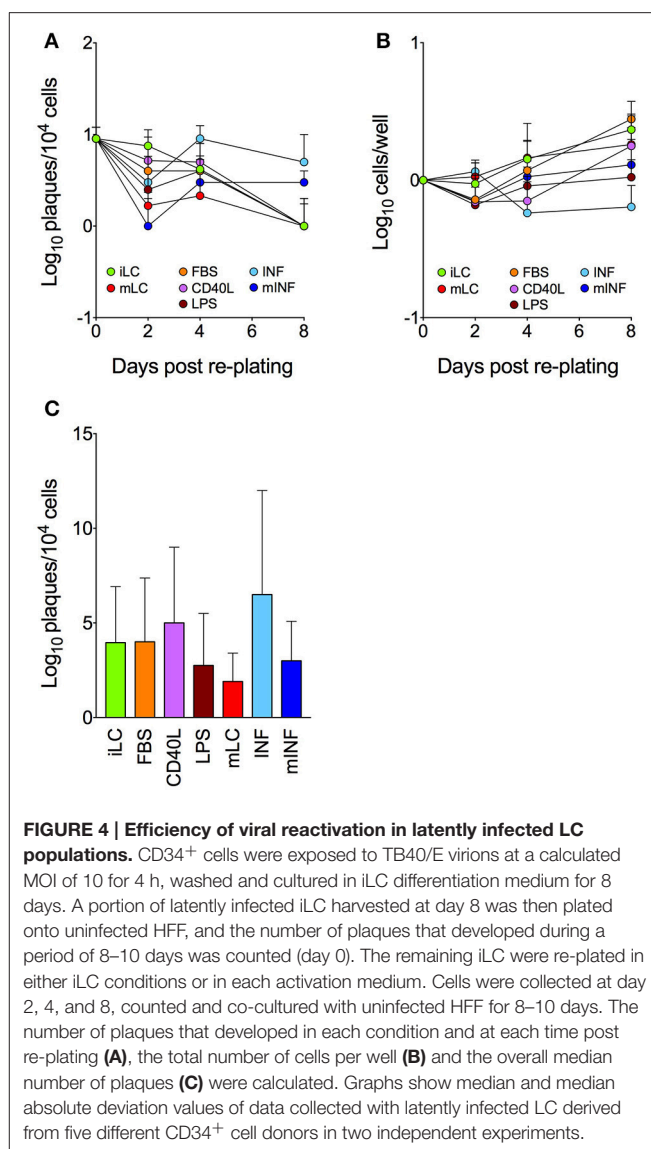 A
B
2
1
0
-1
Log10 plaques/10⁴ cells
iLC FBS INF
mLC CD40L mINF
LPS
0 2 4 8
Days post re-plating
1
0
-1
Log10 cells/well
iLC FBS INF
mLC CD40L mINF
LPS
0 2 4 8
Days post re-plating
C
15
10
5
0
Log10 plaques/10⁴ cells
iLC
FBS
CD40L
LPS
mLC
INF
mINF
FIGURE 4 | Efficiency of viral reactivation in latently infected LC
populations. CD34+ cells were exposed to TB40/E virions at a calculated
MOI of 10 for 4 h, washed and cultured in iLC differentiation medium for 8
days. A portion of latently infected iLC harvested at day 8 was then plated
onto uninfected HFF, and the number of plaques that developed during a
period of 8–10 days was counted (day 0). The remaining iLC were re-plated in
either iLC conditions or in each activation medium. Cells were collected at day
2, 4, and 8, counted and co-cultured with uninfected HFF for 8–10 days. The
number of plaques that developed in each condition and at each time post
re-plating (A), the total number of cells per well (B) and the overall median
number of plaques (C) were calculated. Graphs show median and median
absolute deviation values of data collected with latently infected LC derived
from five different CD34+ cell donors in two independent experiments.